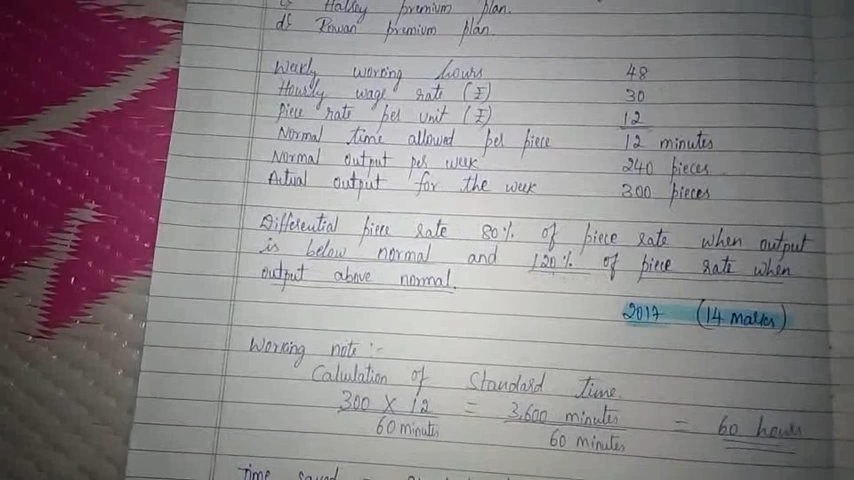 Halsey premium plan.
d) Rowan premium plan.
Weekly working hours 48
Hourly wage rate (₹) 30
Piece rate per unit (₹) 12
Normal time allowed per piece 12 minutes
Normal output per week 240 pieces
Actual output for the week 300 pieces
Differential piece rate 80% of piece rate when output
is below normal and 120% of piece rate when
output above normal.
2017 (14 marks)
Working note :-
Calculation of Standard time.
300 X 12 = 3,600 minutes = 60 hours
60 minutes 60 minutes
Time saved =